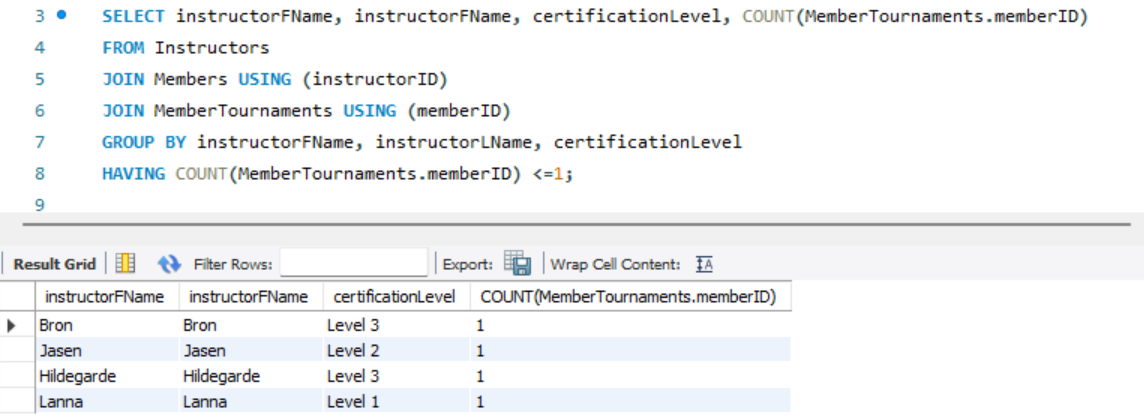 3 SELECT instructorFName, instructorFName, certificationLevel, COUNT(MemberTournaments.memberID)
4 FROM Instructors
5 JOIN Members USING (instructorID)
6 JOIN MemberTournaments USING (memberID)
7 GROUP BY instructorFName, instructorLName, certificationLevel
8 HAVING COUNT(MemberTournaments.memberID) <=1;
9
Result Grid Filter Rows: Export: Wrap Cell Content: IA
instructorFName instructorFName certificationLevel COUNT(MemberTournaments.memberID)
Bron Bron Level 3 1
Jasen Jasen Level 2 1
Hildegarde Hildegarde Level 3 1
Lanna Lanna Level 1 1